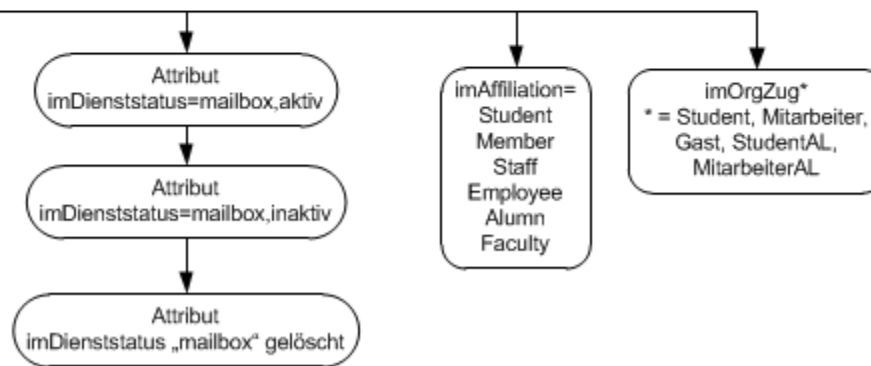 Attribut
imDienststatus=mailbox,aktiv
Attribut
imDienststatus=mailbox,inaktiv
Attribut
imDienststatus „mailbox“ gelöscht
imAffiliation=
Student
Member
Staff
Employee
Alumn
Faculty
imOrgZug*
* = Student, Mitarbeiter,
Gast, StudentAL,
MitarbeiterAL